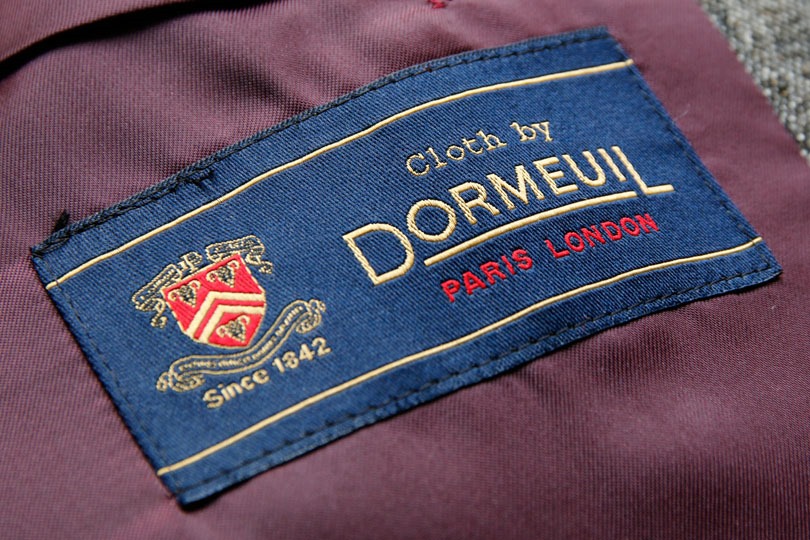 Cloth by
DORMEUIL
PARIS LONDON
Since 1842